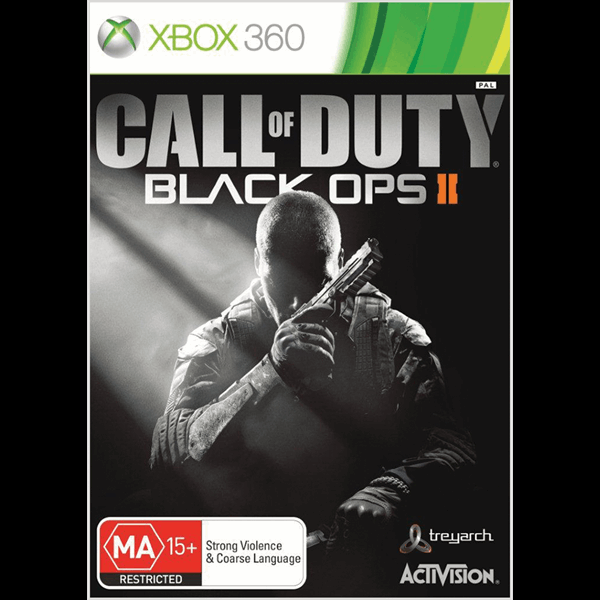 XBOX 360
PAL
CALL OF DUTY®
BLACK OPS II
MA 15+
RESTRICTED
Strong Violence
& Coarse Language
treyarch
ACTIVISION®